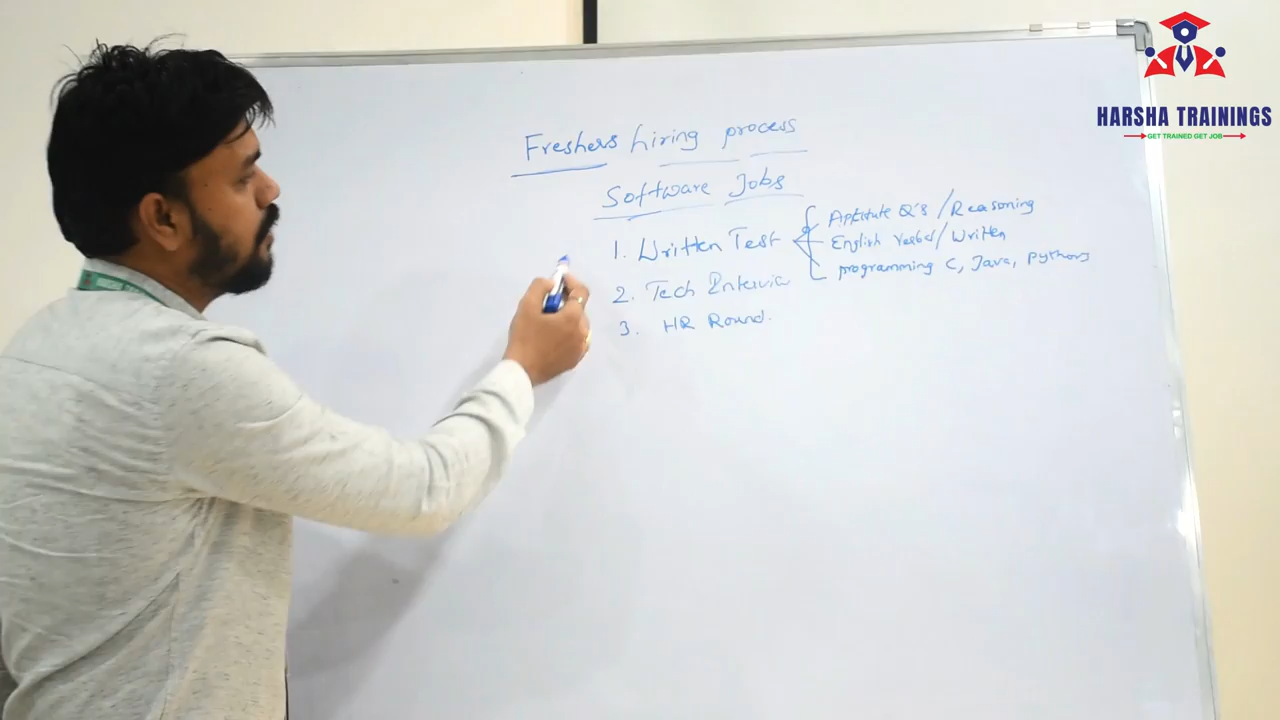 HARSHA TRAININGS
GET TRAINED GET JOB
Freshers hiring process
Software Jobs
1. Written Test
Aptitute Q's / Reasoning
English Verbal / Written
programming C, Java, Python
2. Tech Interview
3. HR Round.